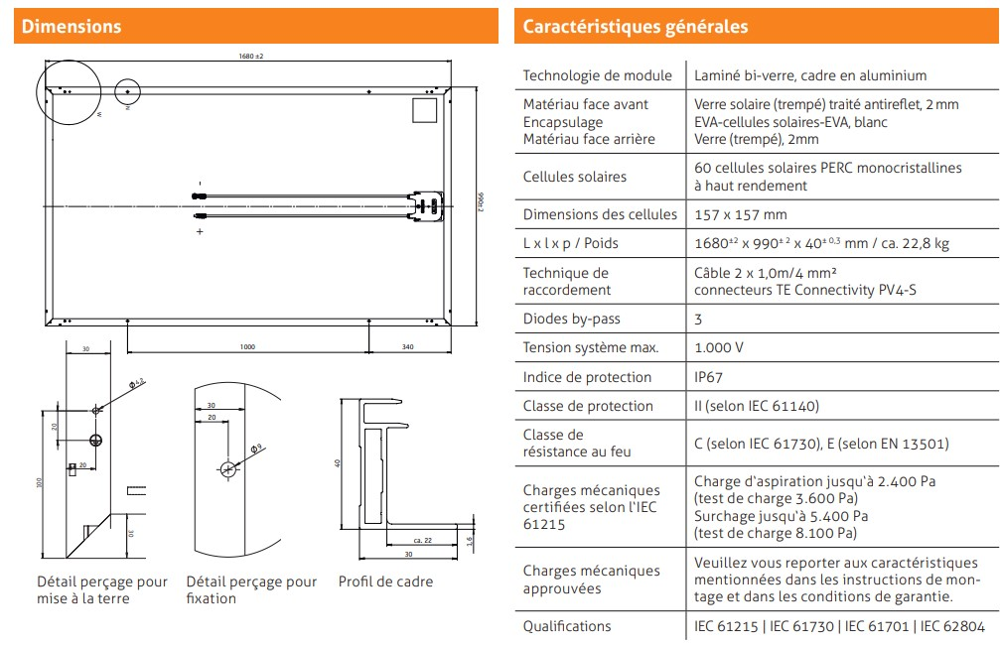 Dimensions
1680 ±2
W
Z
990±2
-
+
1000
340
30
Ø4,2
20
20
100
30
30
20
Ø9
40
ca. 22
30
1,6
Détail perçage pour
mise à la terre
Détail perçage pour
fixation
Profil de cadre
Caractéristiques générales
Technologie de module
Laminé bi-verre, cadre en aluminium
Matériau face avant
Verre solaire (trempé) traité antireflet, 2 mm
Encapsulage
EVA-cellules solaires-EVA, blanc
Matériau face arrière
Verre (trempé), 2mm
Cellules solaires
60 cellules solaires PERC monocristallines
à haut rendement
Dimensions des cellules
157 x 157 mm
L x l x p / Poids
1680±2 x 990± 2 x 40± 0,3 mm / ca. 22,8 kg
Technique de
raccordement
Câble 2 x 1,0m/4 mm²
connecteurs TE Connectivity PV4-S
Diodes by-pass
3
Tension système max.
1.000 V
Indice de protection
IP67
Classe de protection
II (selon IEC 61140)
Classe de
résistance au feu
C (selon IEC 61730), E (selon EN 13501)
Charges mécaniques
certifiées selon l'IEC
61215
Charge d'aspiration jusqu'à 2.400 Pa
(test de charge 3.600 Pa)
Surchage jusqu'à 5.400 Pa
(test de charge 8.100 Pa)
Charges mécaniques
approuvées
Veuillez vous reporter aux caractéristiques
mentionnées dans les instructions de mon-
tage et dans les conditions de garantie.
Qualifications
IEC 61215 | IEC 61730 | IEC 61701 | IEC 62804